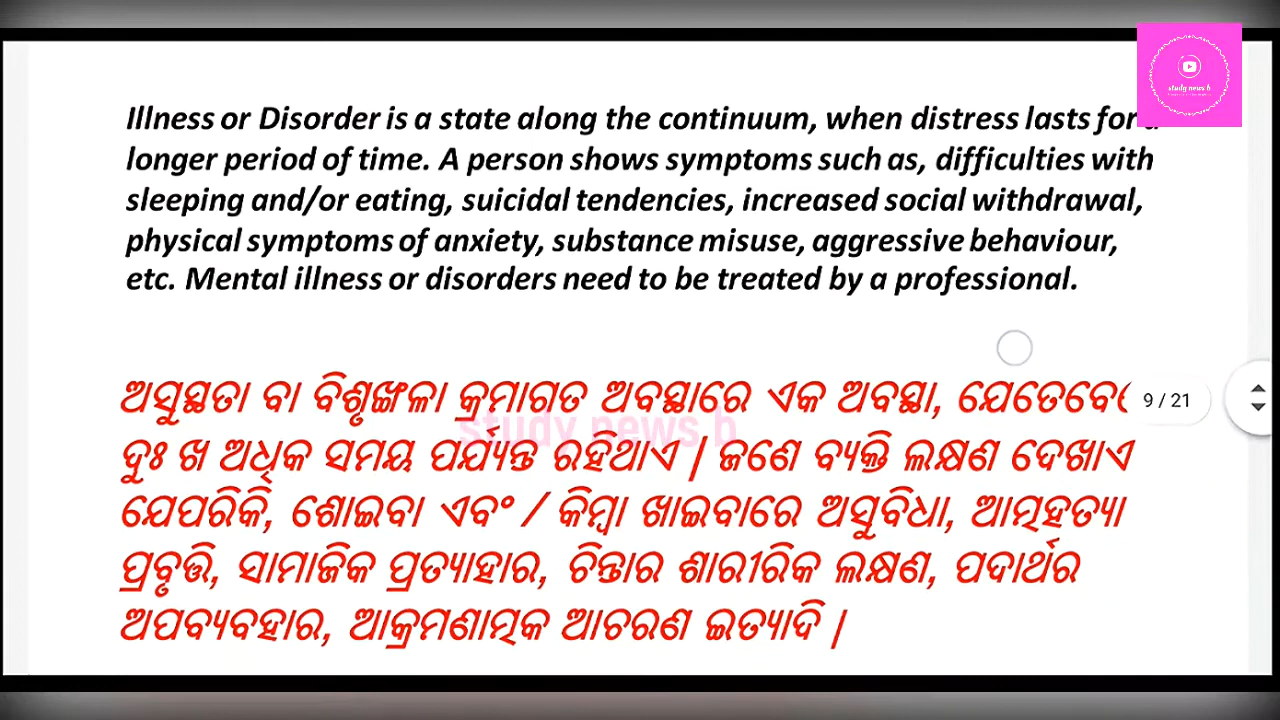 study news b
Illness or Disorder is a state along the continuum, when distress lasts for a
longer period of time. A person shows symptoms such as, difficulties with
sleeping and/or eating, suicidal tendencies, increased social withdrawal,
physical symptoms of anxiety, substance misuse, aggressive behaviour,
etc. Mental illness or disorders need to be treated by a professional.
ଅସୁସ୍ଥତା ବା ବିଶୃଙ୍ଖଳା କ୍ରମାଗତ ଅବସ୍ଥାରେ ଏକ ଅବସ୍ଥା,
9 / 21
study news b
ଦୁଃ ଖ ଅଧିକ ସମୟ ପର୍ଯ୍ୟନ୍ତ ରହିଥାଏ | ଜଣେ ବ୍ୟକ୍ତି ଲକ୍ଷଣ ଦେଖାଏ
ଯେପରିକି, ଶୋଇବା ଏବଂ / କିମ୍ବା ଖାଇବାରେ ଅସୁବିଧା, ଆତ୍ମହତ୍ୟା
ପ୍ରବୃତ୍ତି, ସାମାଜିକ ପ୍ରତ୍ୟାହାର, ଚିନ୍ତାର ଶାରୀରିକ ଲକ୍ଷଣ, ପଦାର୍ଥର
ଅପବ୍ୟବହାର, ଆକ୍ରମଣାତ୍ମକ ଆଚରଣ ଇତ୍ୟାଦି |